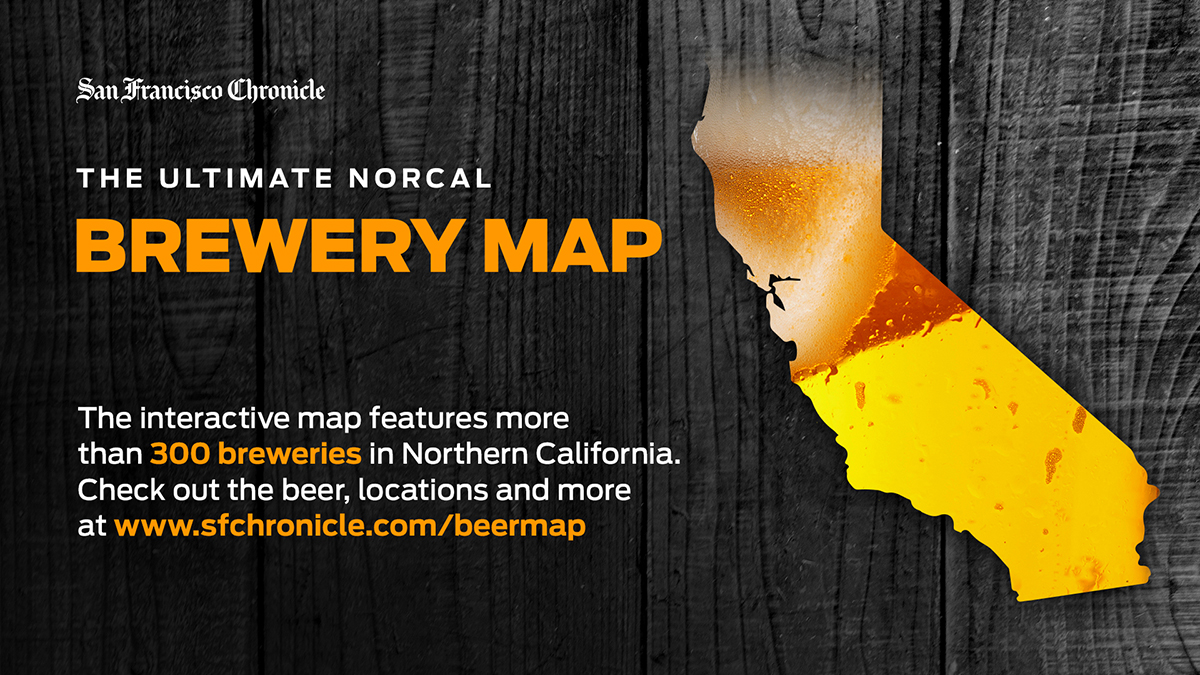 San Francisco Chronicle
THE ULTIMATE NORCAL
BREWERY MAP
The interactive map features more
than 300 breweries in Northern California.
Check out the beer, locations and more
at www.sfchronicle.com/beermap